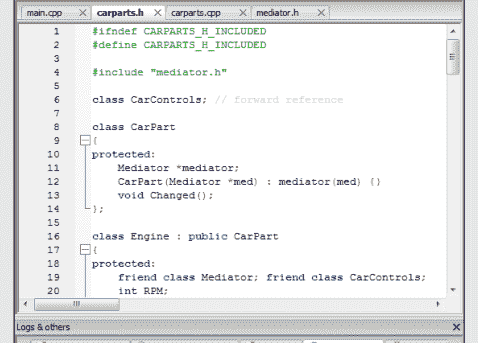 main.cpp carparts.h carparts.cpp mediator.h
1 #ifndef CARPARTS_H_INCLUDED
2 #define CARPARTS_H_INCLUDED
3
4 #include "mediator.h"
5
6 class CarControls; // forward reference
7
8 class CarPart
9 {
10 protected:
11 Mediator *mediator;
12 CarPart(Mediator *med) : mediator(med) {}
13 void Changed();
14 };
15
16 class Engine : public CarPart
17 {
18 protected:
19 friend class Mediator; friend class CarControls;
20 int RPM;
Logs & others